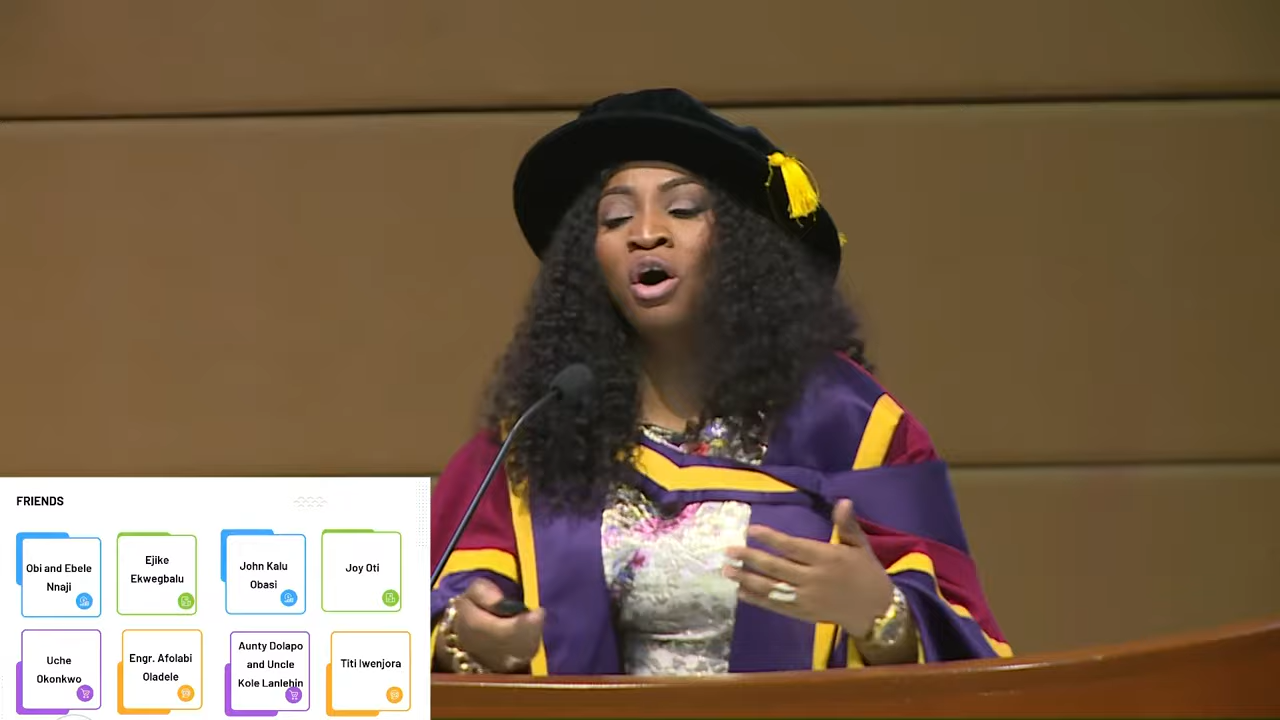 FRIENDS
Obi and Ebele
Nnaji
Ejike
Ekwegbalu
John Kalu
Obasi
Joy Oti
Uche
Okonkwo
Engr. Afolabi
Oladele
Aunty Dolapo
and Uncle
Kole Lanlehin
Titi Iwenjora